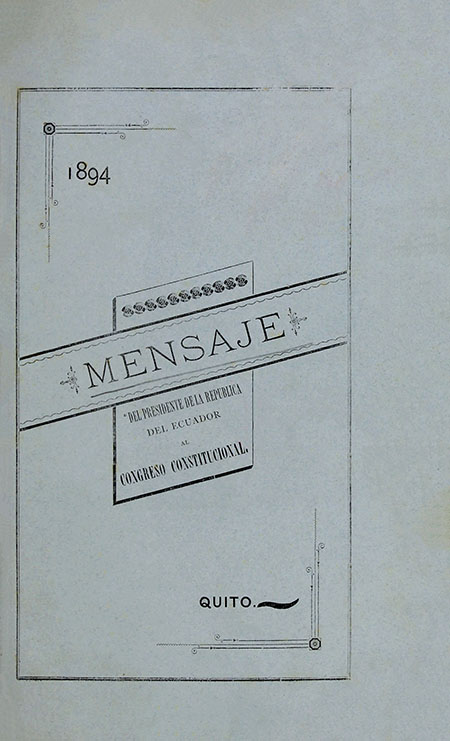 1894
MENSAJE
DEL PRESIDENTE DE LA REPUBLICA
DEL ECUADOR
AL
CONGRESO CONSTITUCIONAL.
QUITO.